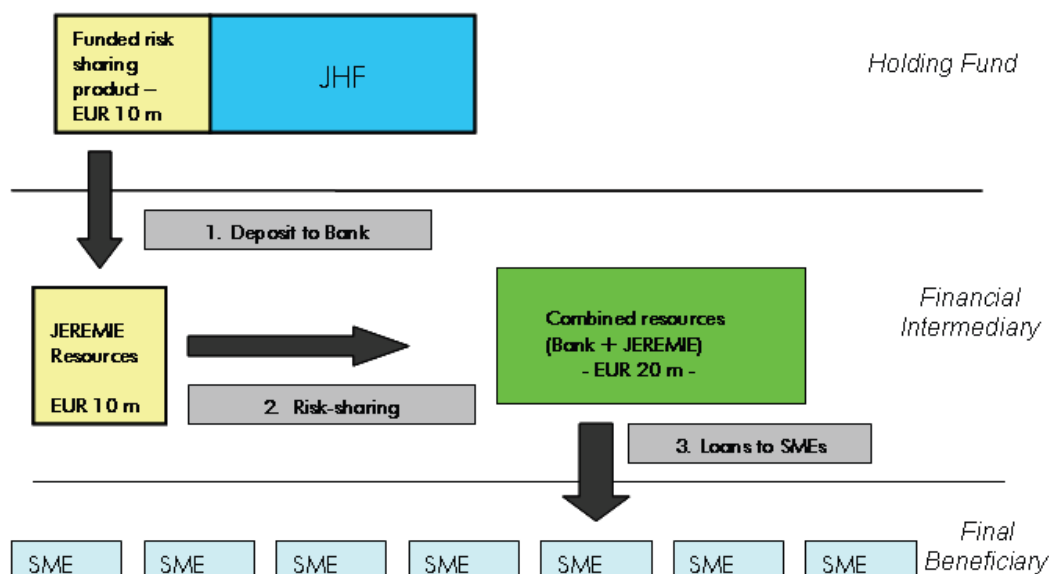 Funded risk
sharing
product –
EUR 10 m
JHF
Holding Fund
1. Deposit to Bank
JEREMIE
Resources
EUR 10 m
2. Risk-sharing
Combined resources
(Bank + JEREMIE)
- EUR 20 m -
Financial
Intermediary
3. Loans to SMEs
SME
SME
SME
SME
SME
SME
SME
Final
Beneficiary